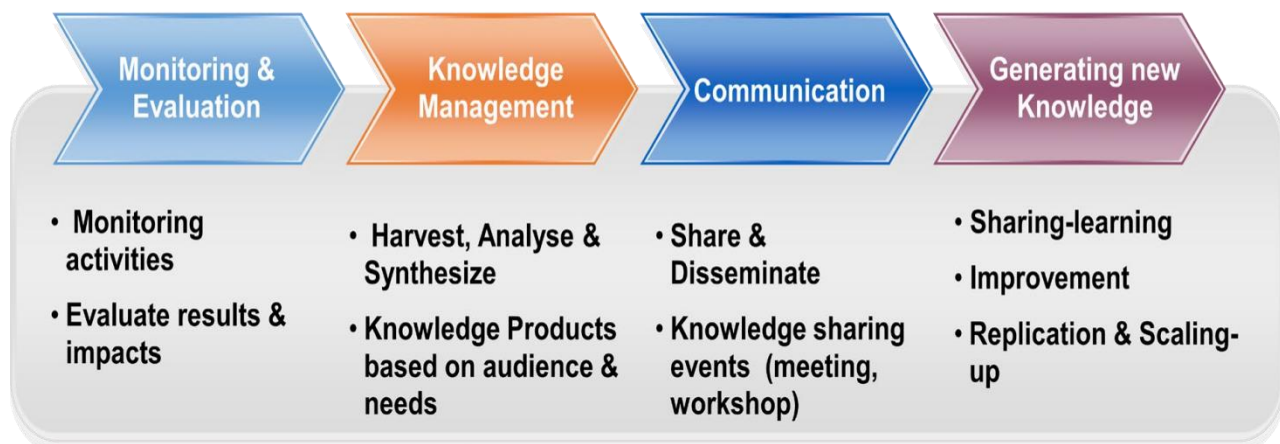 Monitoring &
Evaluation
Knowledge
Management
Communication
Generating new
Knowledge
• Monitoring
activities
• Evaluate results &
impacts
• Harvest, Analyse &
Synthesize
• Knowledge Products
based on audience &
needs
• Share &
Disseminate
• Knowledge sharing
events (meeting,
workshop)
• Sharing-learning
• Improvement
• Replication & Scaling-
up